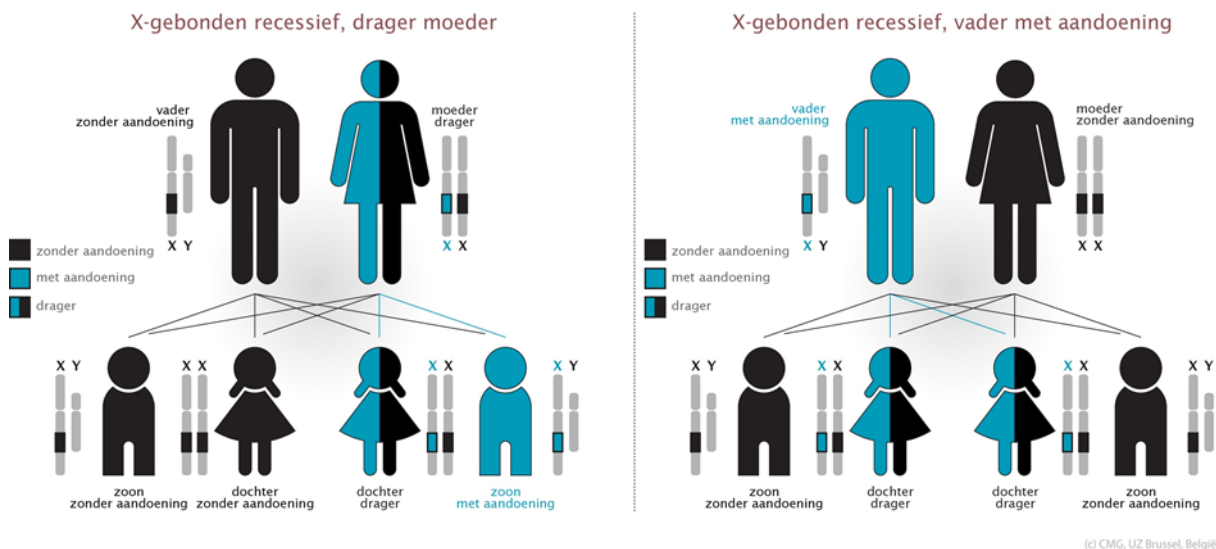 X-gebonden recessief, drager moeder
vader
zonder aandoening
moeder
drager
X Y
X X
zonder aandoening
met aandoening
drager
X Y
X X
X X
X Y
zoon
zonder aandoening
dochter
zonder aandoening
dochter
drager
zoon
met aandoening
X-gebonden recessief, vader met aandoening
vader
met aandoening
moeder
zonder aandoening
X Y
X X
zonder aandoening
met aandoening
drager
X Y
X X
X X
X Y
zoon
zonder aandoening
dochter
drager
dochter
drager
zoon
zonder aandoening
(c) CMG, UZ Brussel, België